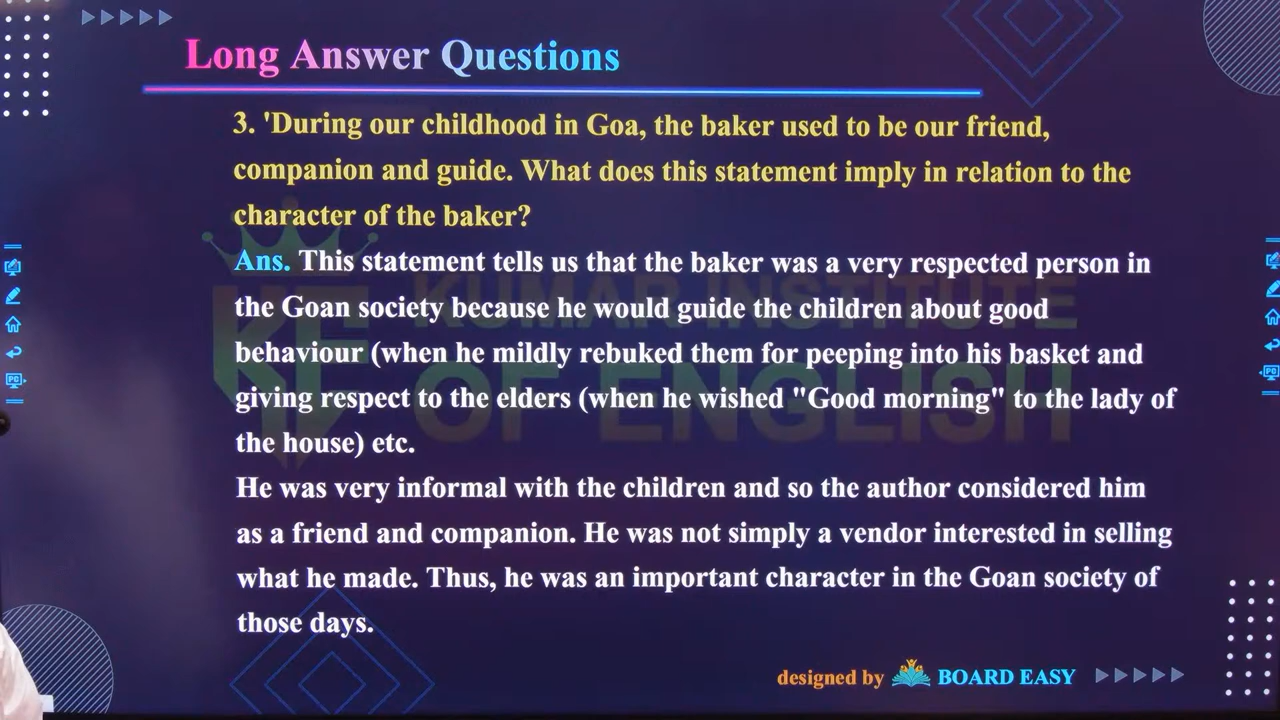 Long Answer Questions
3. 'During our childhood in Goa, the baker used to be our friend,
companion and guide. What does this statement imply in relation to the
character of the baker?
Ans. This statement tells us that the baker was a very respected person in
the Goan society because he would guide the children about good
behaviour (when he mildly rebuked them for peeping into his basket and
giving respect to the elders (when he wished "Good morning" to the lady of
the house) etc.
He was very informal with the children and so the author considered him
as a friend and companion. He was not simply a vendor interested in selling
what he made. Thus, he was an important character in the Goan society of
those days.
KUMAR INSTITUTE
OF ENGLISH
designed by BOARD EASY
PC
PC